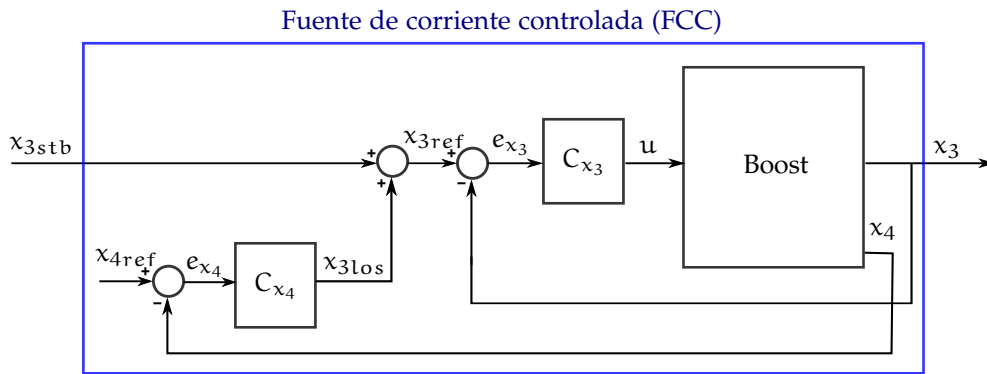 Fuente de corriente controlada (FCC)
x₃stb
x₃ref
eₓ₃
Cₓ₃
u
Boost
x₃
x₄
x₄ref
eₓ₄
Cₓ₄
x₃los
+
+
+
−
+
−